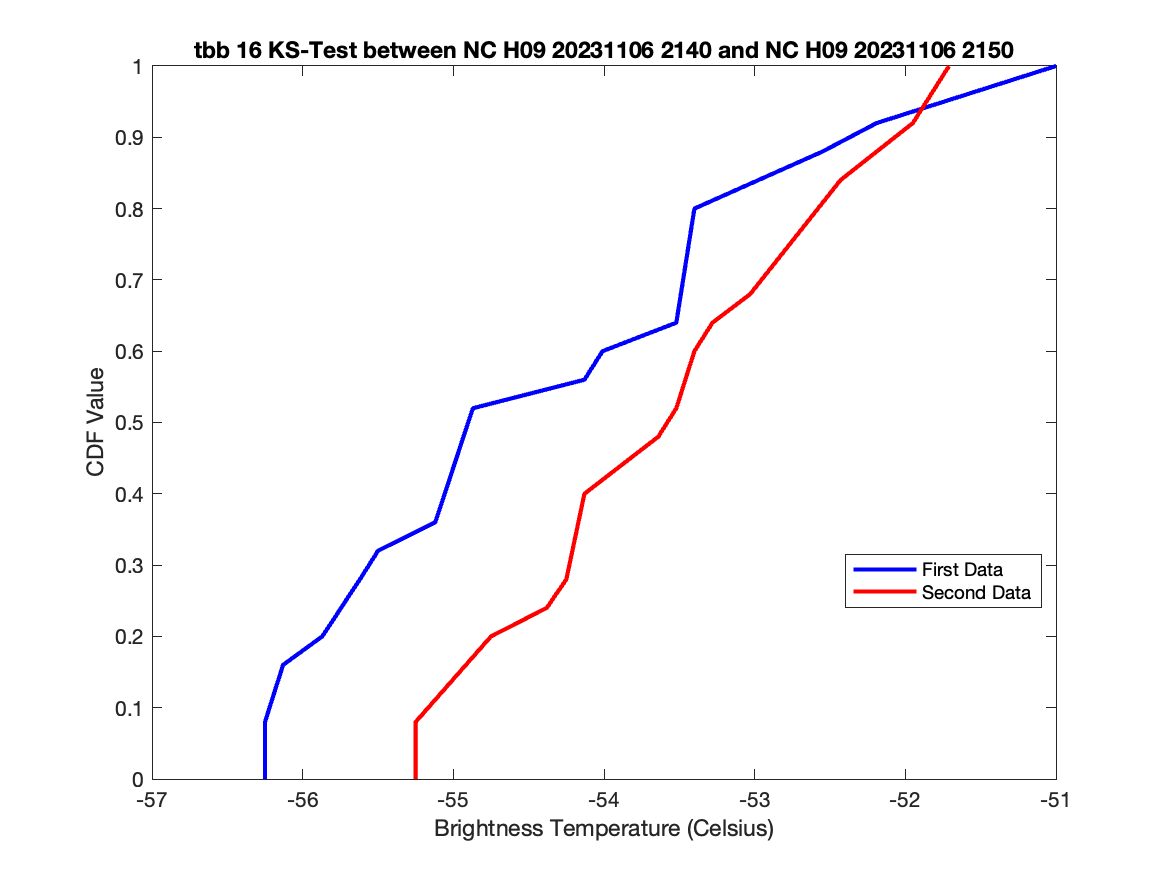 tbb 16 KS-Test between NC H09 20231106 2140 and NC H09 20231106 2150
1
0.9
0.8
0.7
0.6
0.5
0.4
0.3
0.2
0.1
0
CDF Value
First Data
Second Data
-57 -56 -55 -54 -53 -52 -51
Brightness Temperature (Celsius)